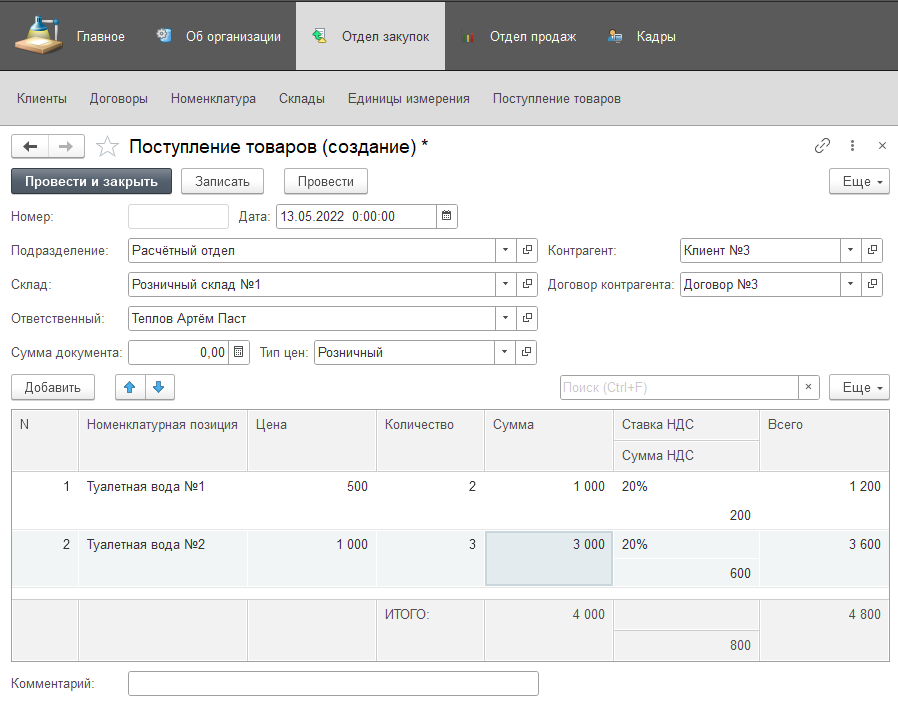 Главное Об организации Отдел закупок Отдел продаж Кадры
Клиенты Договоры Номенклатура Склады Единицы измерения Поступление товаров
Поступление товаров (создание) *
Провести и закрыть Записать Провести Еще
Номер: Дата: 13.05.2022 0:00:00
Подразделение: Расчётный отдел Контрагент: Клиент №3
Склад: Розничный склад №1 Договор контрагента: Договор №3
Ответственный: Теплов Артём Паст
Сумма документа: 0,00 Тип цен: Розничный
Добавить Поиск (Ctrl+F) × Еще
N Номенклатурная позиция Цена Количество Сумма Ставка НДС Всего
Сумма НДС
1 Туалетная вода №1 500 2 1 000 20% 1 200
200
2 Туалетная вода №2 1 000 3 3 000 20% 3 600
600
ИТОГО: 4 000 4 800
800
Комментарий: